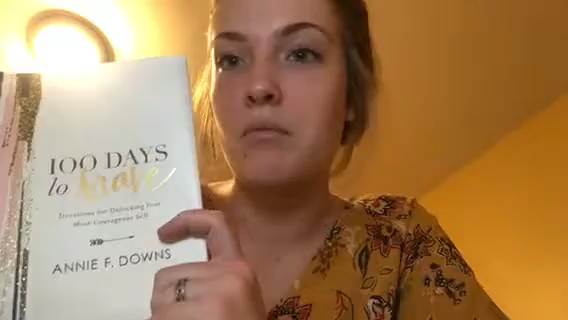 100 DAYS
to brave
Devotions for Unlocking Your
Most Courageous Self
ANNIE F. DOWNS